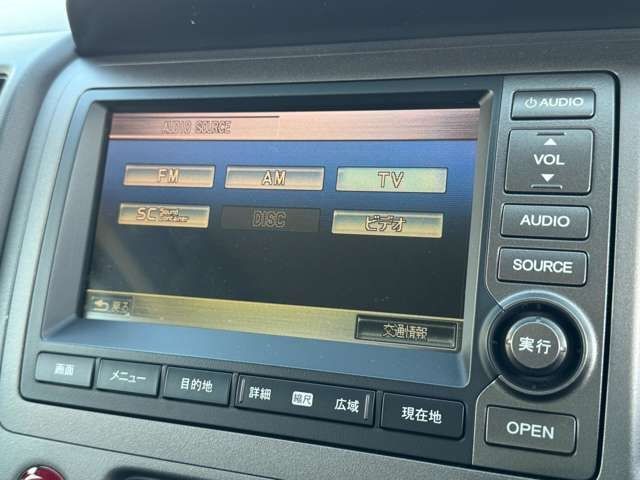 AUDIO SOURCE
FM AM TV
SC Sound Container DISC ビデオ
戻る 交通情報
AUDIO
VOL
AUDIO
SOURCE
実行
画面 メニュー 目的地 詳細 縮尺 広域 現在地 OPEN